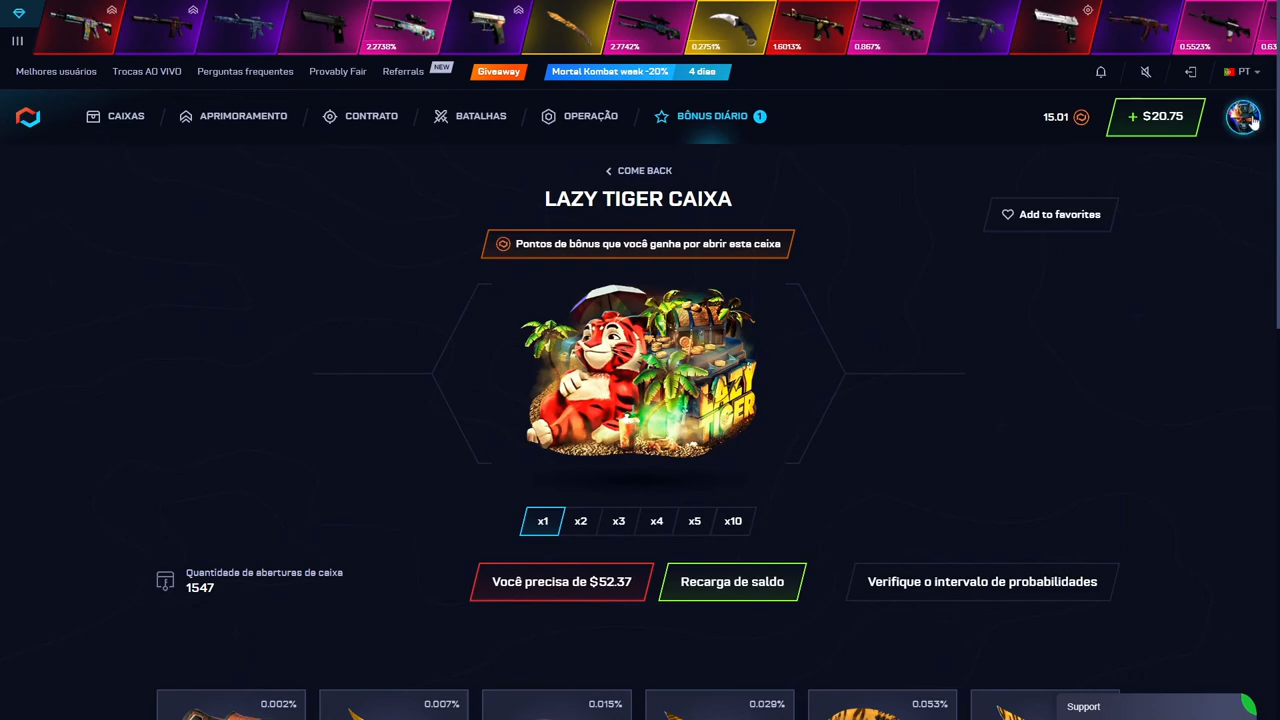 2.2738%
2.7742%
0.2751%
1.6013%
0.867%
0.5523%
0.63
Melhores usuários
Trocas AO VIVO
Perguntas frequentes
Provably Fair
Referrals
NEW
Giveaway
Mortal Kombat week -20%
4 dias
PT
CAIXAS
APRIMORAMENTO
CONTRATO
BATALHAS
OPERAÇÃO
BÔNUS DIÁRIO 1
15.01
+ $20.75
COME BACK
LAZY TIGER CAIXA
Add to favorites
Pontos de bônus que você ganha por abrir esta caixa
LAZY
TIGER
x1
x2
x3
x4
x5
x10
Quantidade de aberturas de caixa
1547
Você precisa de $52.37
Recarga de saldo
Verifique o intervalo de probabilidades
0.002%
0.007%
0.015%
0.029%
0.053%
Support